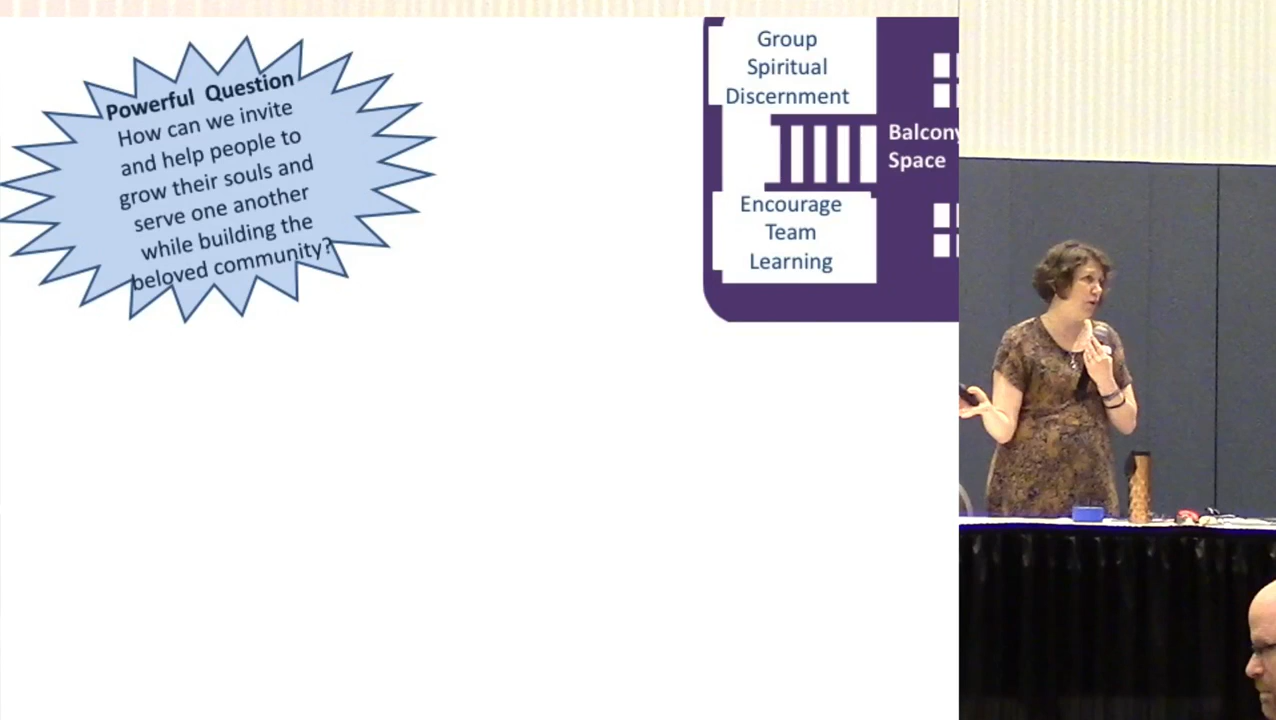 Powerful Question
How can we invite
and help people to
grow their souls and
serve one another
while building the
beloved community?
Group
Spiritual
Discernment
Balcony
Space
Encourage
Team
Learning